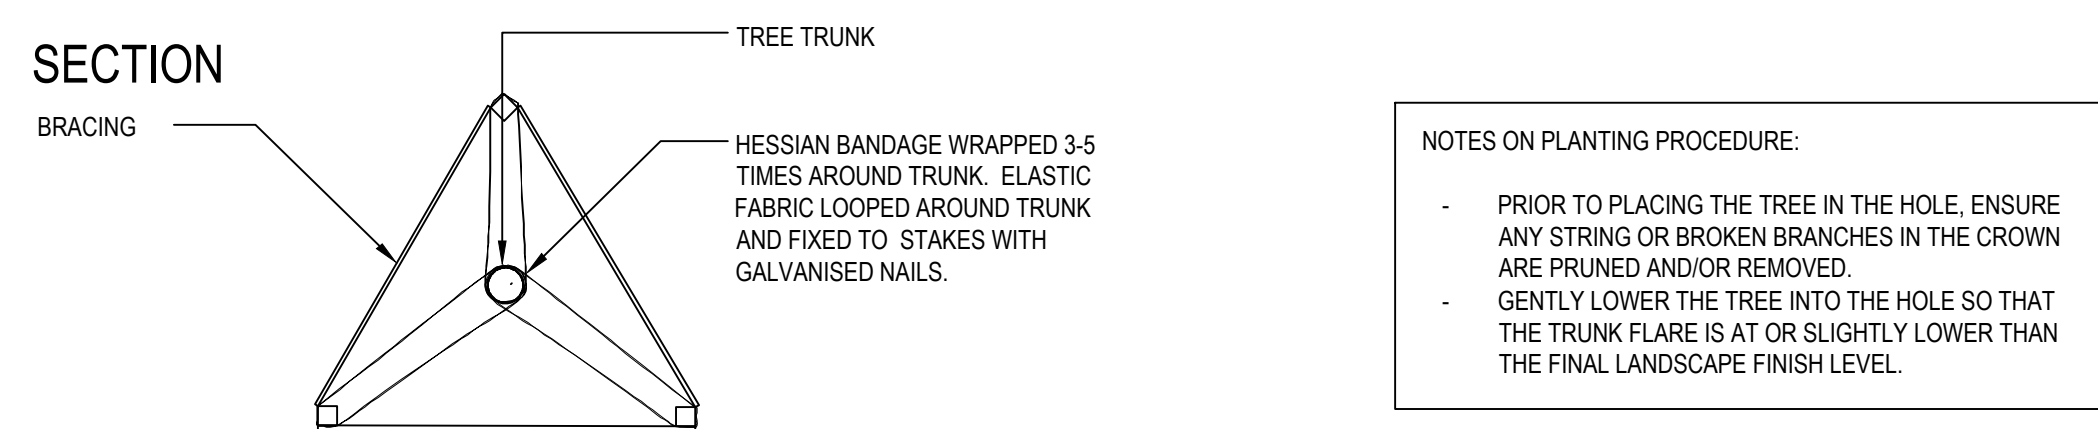 SECTION
BRACING
TREE TRUNK
HESSIAN BANDAGE WRAPPED 3-5
TIMES AROUND TRUNK.  ELASTIC
FABRIC LOOPED AROUND TRUNK
AND FIXED TO  STAKES WITH
GALVANISED NAILS.
NOTES ON PLANTING PROCEDURE:
- PRIOR TO PLACING THE TREE IN THE HOLE, ENSURE
ANY STRING OR BROKEN BRANCHES IN THE CROWN
ARE PRUNED AND/OR REMOVED.
- GENTLY LOWER THE TREE INTO THE HOLE SO THAT
THE TRUNK FLARE IS AT OR SLIGHTLY LOWER THAN
THE FINAL LANDSCAPE FINISH LEVEL.